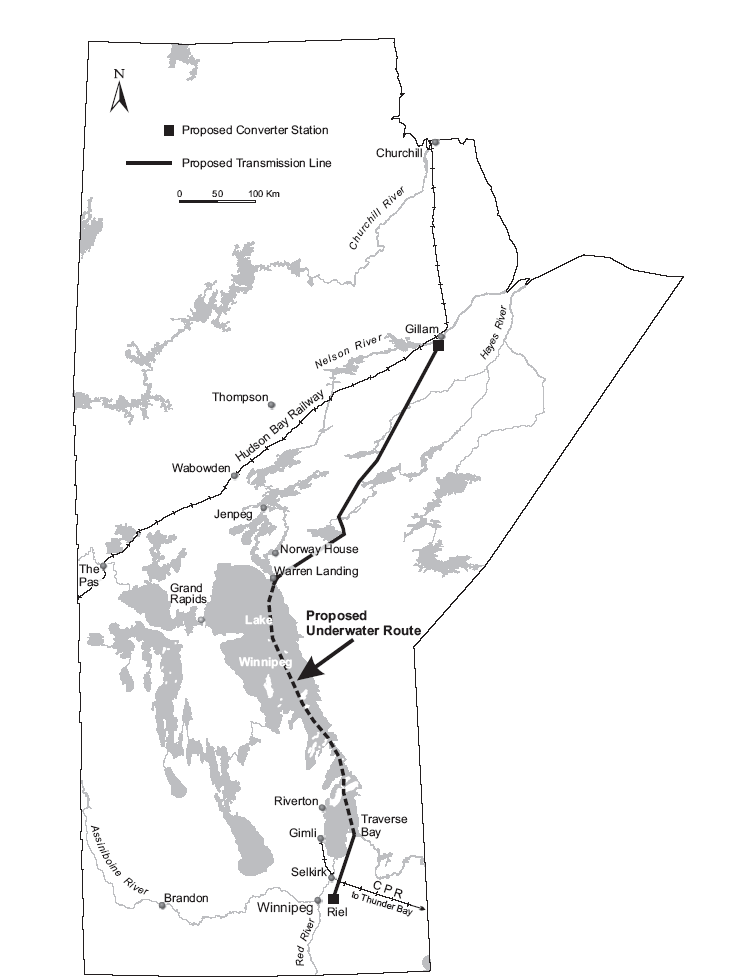 N
Proposed Converter Station
Proposed Transmission Line
0 50 100 Km
Churchill
Churchill River
Gillam
Hayes River
Nelson River
Thompson
Hudson Bay Railway
Wabowden
Jenpeg
Norway House
The
Pas
Warren Landing
Grand
Rapids
Lake
Winnipeg
Proposed
Underwater Route
Riverton
Traverse
Bay
Gimli
Assiniboine River
Selkirk
CPR
to Thunder Bay
Brandon
Winnipeg
Riel
Red River